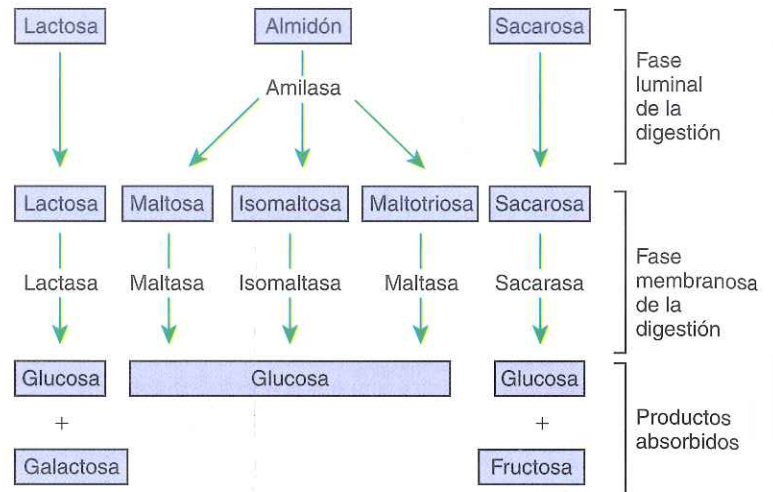 Lactosa Almidón Sacarosa
Amilasa
Fase
luminal
de la
digestión
Lactosa Maltosa Isomaltosa Maltotriosa Sacarosa
Lactasa Maltasa Isomaltasa Maltasa Sacarasa
Fase
membranosa
de la
digestión
Glucosa Glucosa Glucosa
+ +
Galactosa Fructosa
Productos
absorbidos